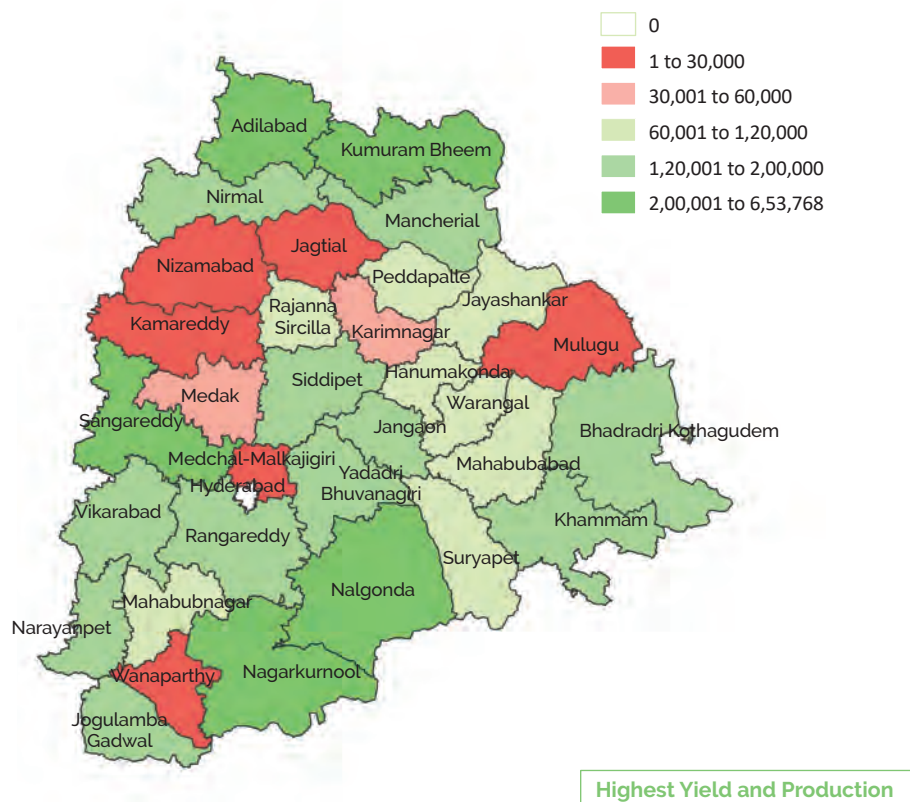 0
1 to 30,000
30,001 to 60,000
60,001 to 1,20,000
1,20,001 to 2,00,000
2,00,001 to 6,53,768
Adilabad
Kumuram Bheem
Nirmal
Mancherial
Jagtial
Nizamabad
Peddapalle
Jayashankar
Rajanna
Sircilla
Kamareddy
Karimnagar
Mulugu
Hanumakonda
Siddipet
Medak
Warangal
Sangareddy
Jangaon
Bhadradri Kothagudem
Medchal-Malkajigiri
Mahabubabad
Yadadri
Bhuvanagiri
Hyderabad
Vikarabad
Khammam
Rangareddy
Suryapet
Nalgonda
Mahabubnagar
Narayanpet
Wanaparthy
Nagarkurnool
Jogulamba
Gadwal
Highest Yield and Production